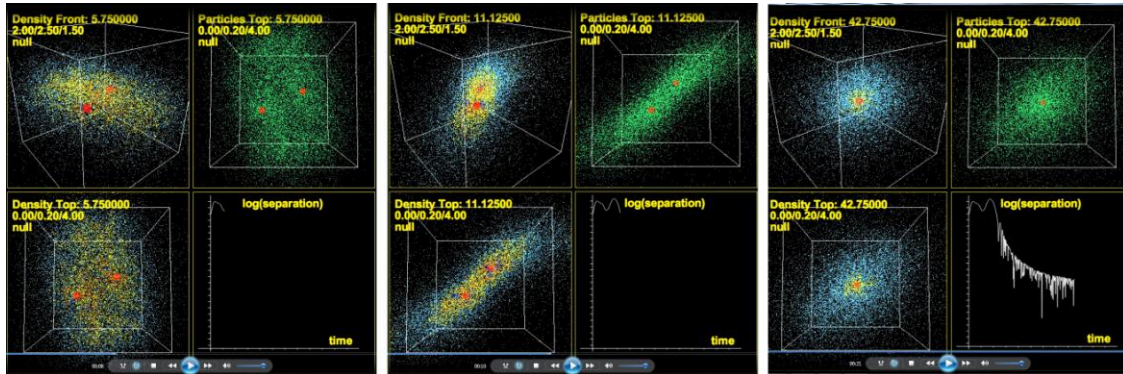 Density Front: 5.750000
2.00/2.50/1.50
null
Particles Top: 5.750000
0.00/0.20/4.00
null
Density Top: 5.750000
0.00/0.20/4.00
null
log(separation)
time
00:08
Density Front: 11.12500
2.00/2.50/1.50
null
Particles Top: 11.12500
0.00/0.20/4.00
null
Density Top: 11.12500
0.00/0.20/4.00
null
log(separation)
time
00:10
Density Front: 42.75000
2.00/2.50/1.50
null
Particles Top: 42.75000
0.00/0.20/4.00
null
Density Top: 42.75000
0.00/0.20/4.00
null
log(separation)
time